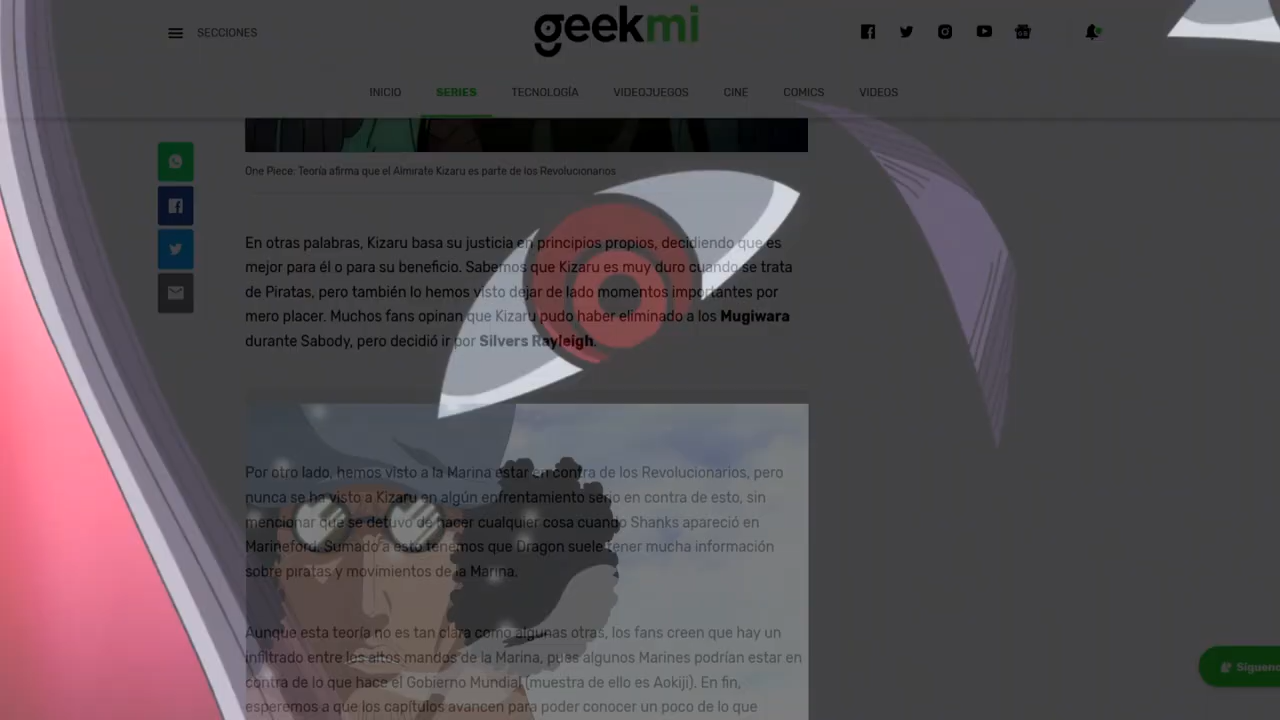 SECCIONES
geekmi
INICIO
SERIES
TECNOLOGÍA
VIDEOJUEGOS
CINE
COMICS
VIDEOS
One Piece: Teoría afirma que el Almirate Kizaru es parte de los Revolucionarios
En otras palabras, Kizaru basa su justicia en principios propios, decidiendo que es
mejor para él o para su beneficio. Sabemos que Kizaru es muy duro cuando se trata
de Piratas, pero también lo hemos visto dejar de lado momentos importantes por
mero placer. Muchos fans opinan que Kizaru pudo haber eliminado a los Mugiwara
durante Sabody, pero decidió ir por Silvers Rayleigh.
Por otro lado, hemos visto a la Marina estar en contra de los Revolucionarios, pero
nunca se ha visto a Kizaru en algún enfrentamiento serio en contra de esto, sin
mencionar que se detuvo de hacer cualquier cosa cuando Shanks apareció en
Marineford. Sumado a esto tenemos que Dragon suele tener mucha información
sobre piratas y movimientos de la Marina.
Aunque esta teoría no es tan clara como algunas otras, los fans creen que hay un
infiltrado entre los altos mandos de la Marina, pues algunos Marines podrían estar en
contra de lo que hace el Gobierno Mundial (muestra de ello es Aokiji). En fin,
esperemos a que los capítulos avancen para poder conocer un poco de lo que